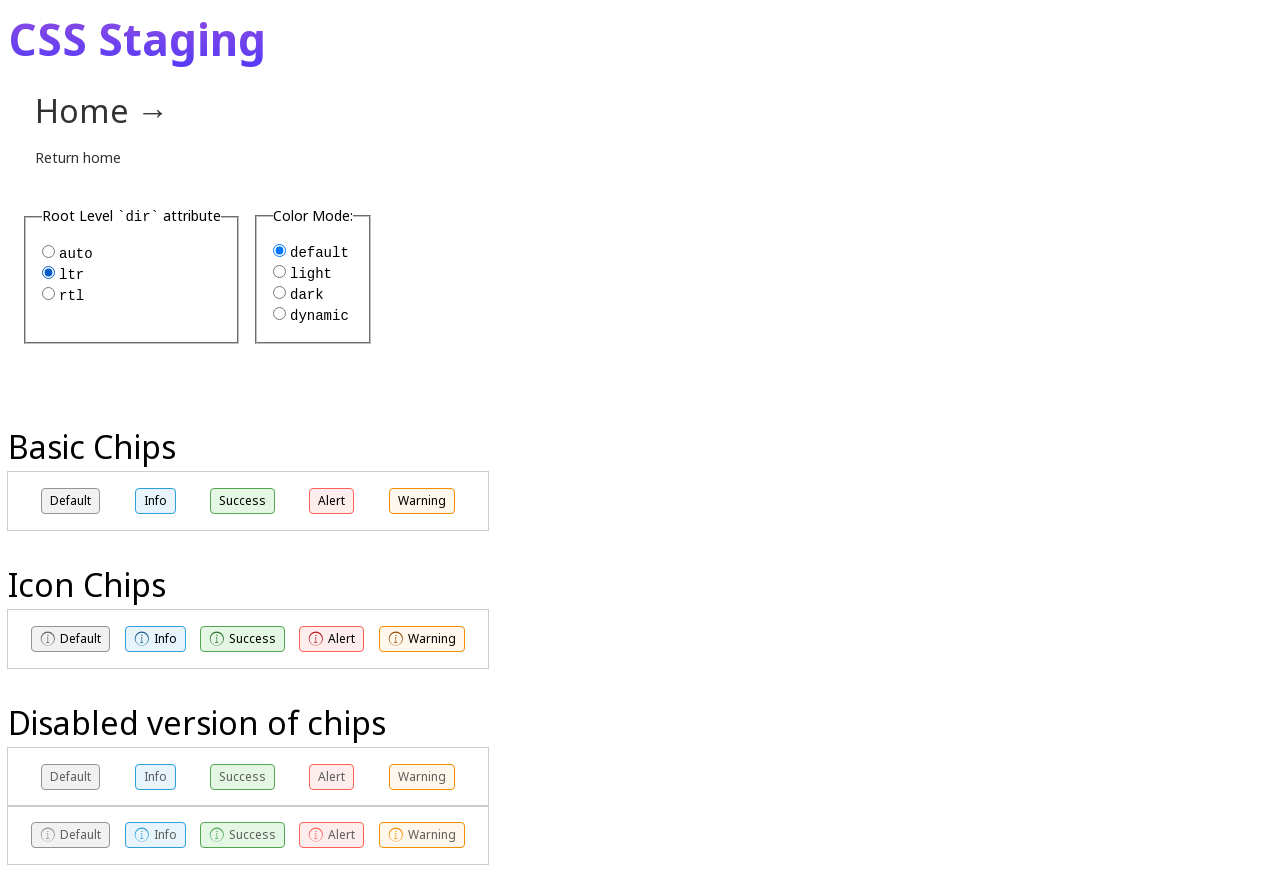 CSS Staging
Home →
Return home
Root Level `dir` attribute
auto
ltr
rtl
Color Mode:
default
light
dark
dynamic
Basic Chips
Default Info Success Alert Warning
Icon Chips
ⓘ Default ⓘ Info ⓘ Success ⓘ Alert ⓘ Warning
Disabled version of chips
Default Info Success Alert Warning
ⓘ Default ⓘ Info ⓘ Success ⓘ Alert ⓘ Warning